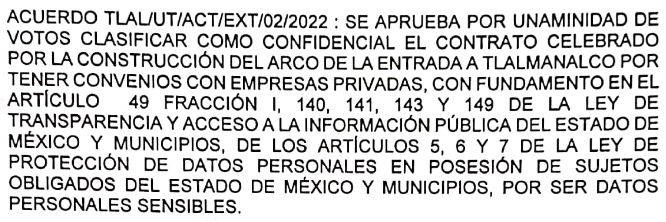 ACUERDO TLAL/UT/ACT/EXT/02/2022 : SE APRUEBA POR UNAMINIDAD DE
VOTOS CLASIFICAR COMO CONFIDENCIAL EL CONTRATO CELEBRADO
POR LA CONSTRUCCIÓN DEL ARCO DE LA ENTRADA A TLALMANALCO POR
TENER CONVENIOS CON EMPRESAS PRIVADAS, CON FUNDAMENTO EN EL
ARTÍCULO 49 FRACCIÓN I, 140, 141, 143 Y 149 DE LA LEY DE
TRANSPARENCIA Y ACCESO A LA INFORMACIÓN PÚBLICA DEL ESTADO DE
MÉXICO Y MUNICIPIOS, DE LOS ARTÍCULOS 5, 6 Y 7 DE LA LEY DE
PROTECCIÓN DE DATOS PERSONALES EN POSESIÓN DE SUJETOS
OBLIGADOS DEL ESTADO DE MÉXICO Y MUNICIPIOS, POR SER DATOS
PERSONALES SENSIBLES.